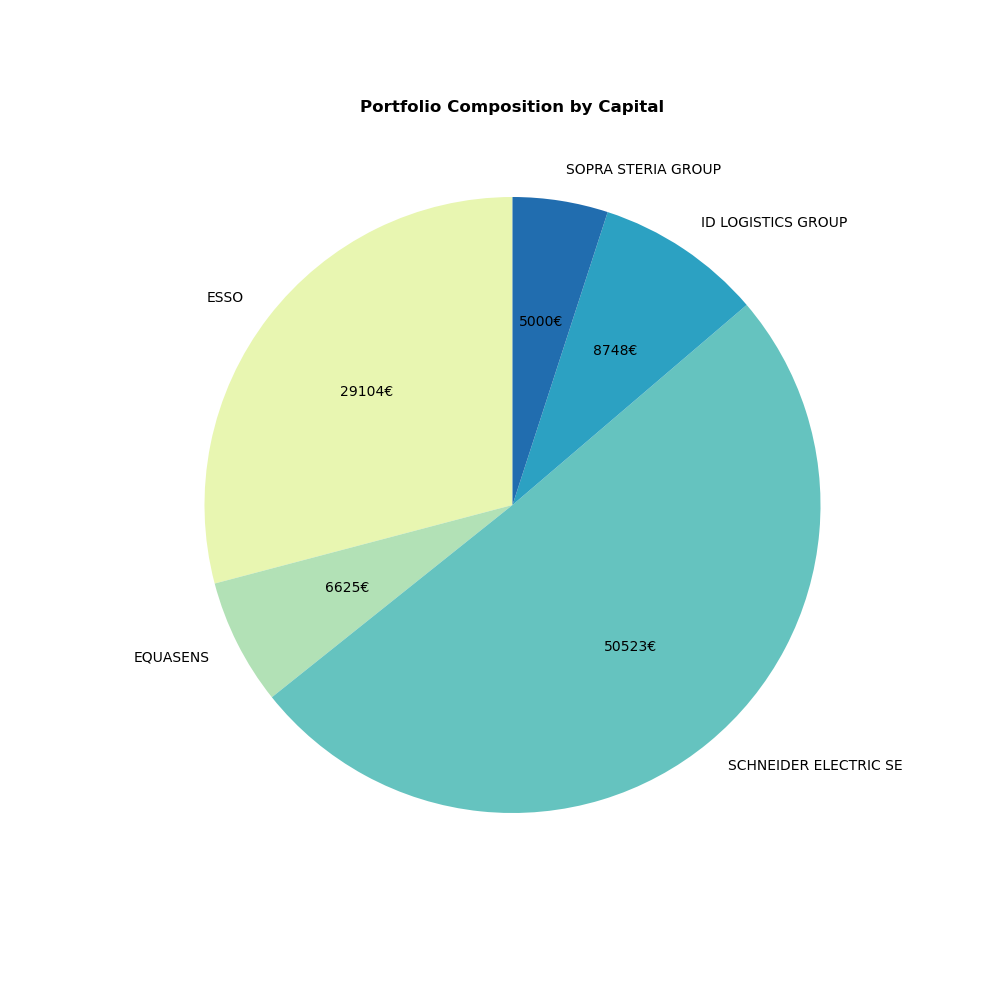 Portfolio Composition by Capital
SOPRA STERIA GROUP
ID LOGISTICS GROUP
ESSO
5000€
8748€
29104€
6625€
50523€
EQUASENS
SCHNEIDER ELECTRIC SE